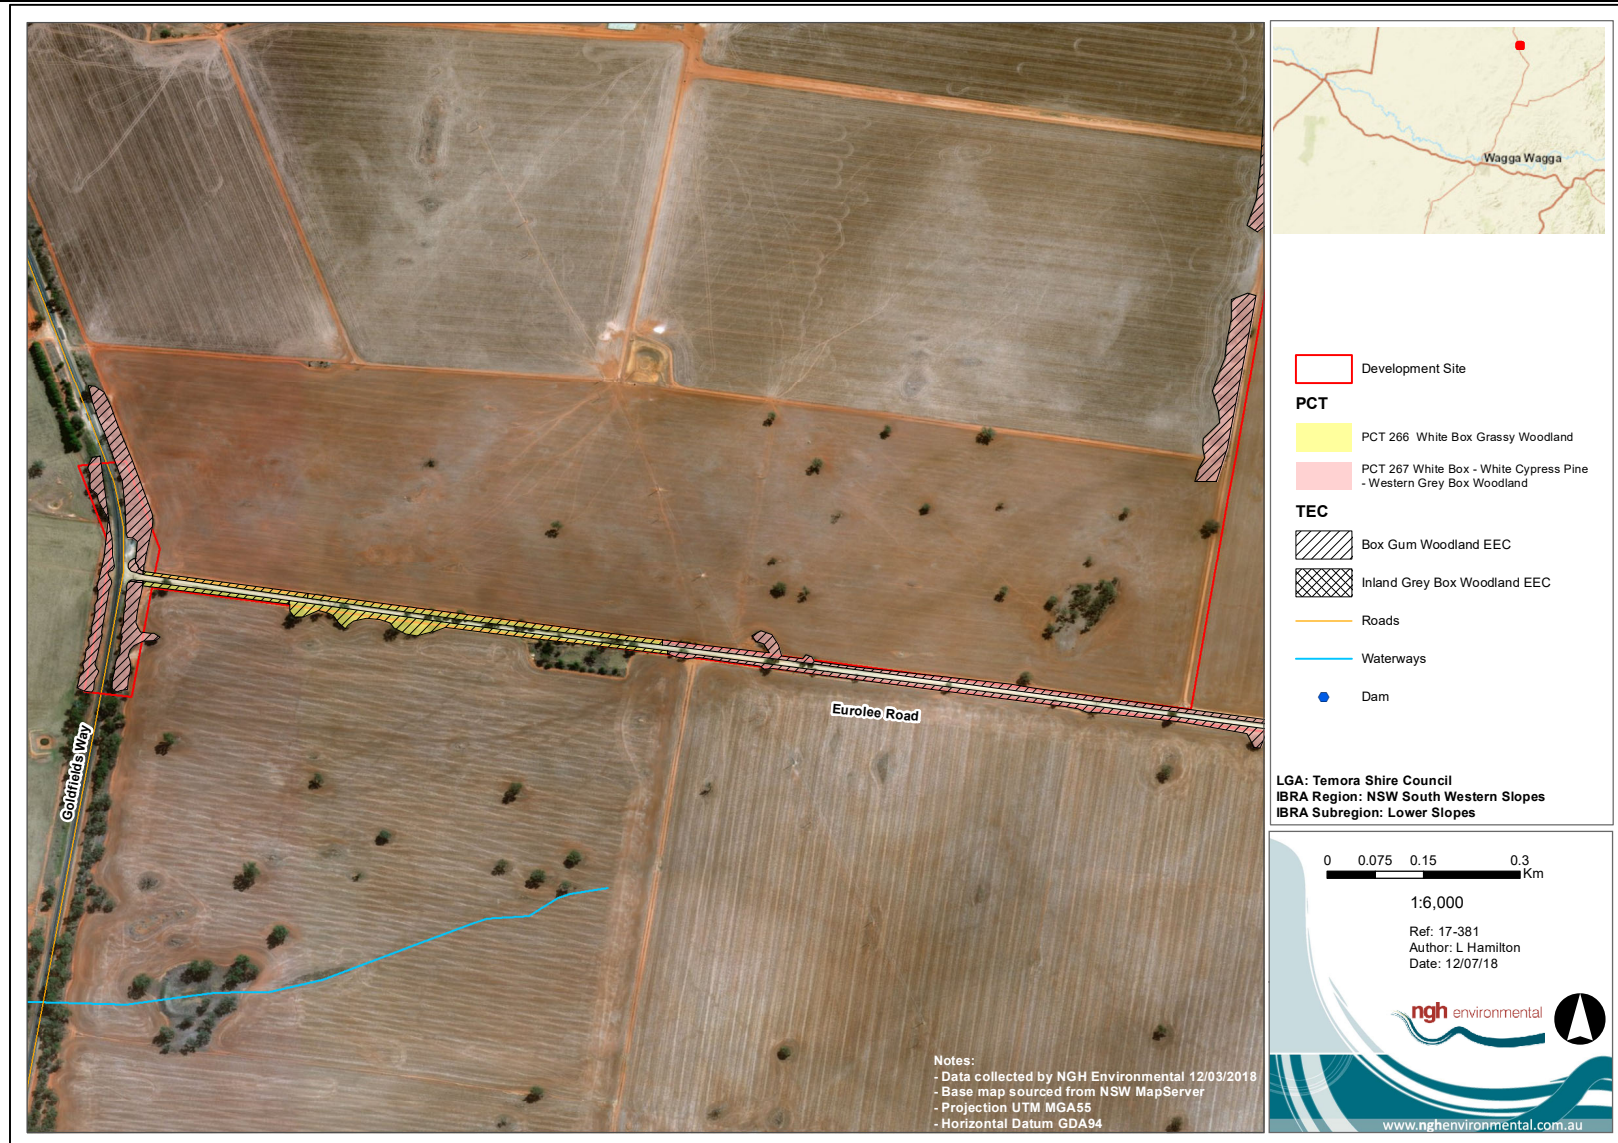 Wagga Wagga
Development Site
PCT
PCT 266 White Box Grassy Woodland
PCT 267 White Box - White Cypress Pine
- Western Grey Box Woodland
TEC
Box Gum Woodland EEC
Inland Grey Box Woodland EEC
Roads
Waterways
Dam
Eurolee Road
Goldfields Way
LGA: Temora Shire Council
IBRA Region: NSW South Western Slopes
IBRA Subregion: Lower Slopes
0 0.075 0.15 0.3
Km
1:6,000
Ref: 17-381
Author: L Hamilton
Date: 12/07/18
ngh environmental
Notes:
- Data collected by NGH Environmental 12/03/2018
- Base map sourced from NSW MapServer
- Projection UTM MGA55
- Horizontal Datum GDA94
www.nghenvironmental.com.au